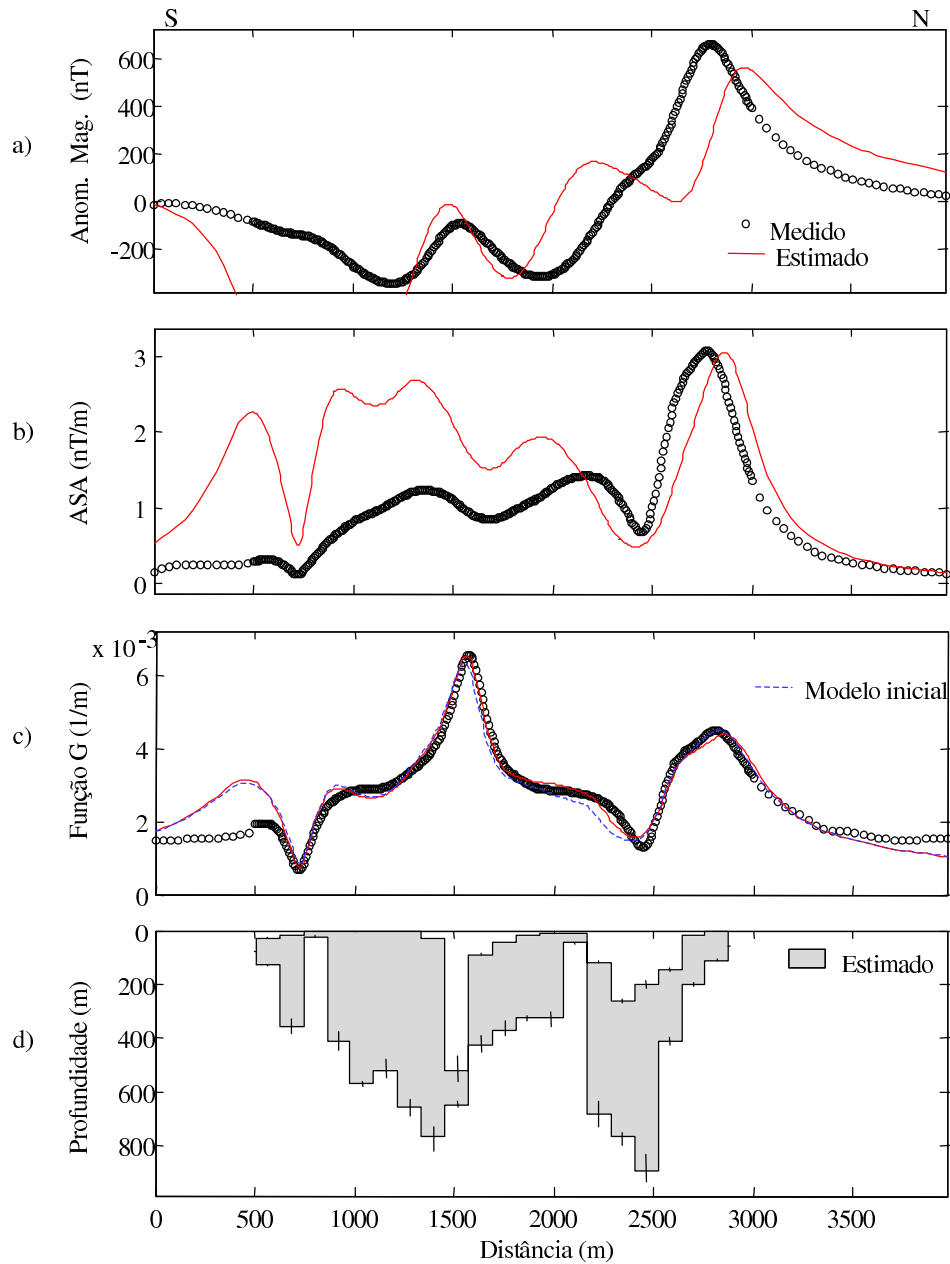 S N
a)
Anom. Mag. (nT)
600
400
200
0
-200
Medido
Estimado
b)
ASA (nT/m)
3
2
1
0
c)
Função G (1/m)
x 10-3
6
4
2
0
Modelo inicial
d)
Profundidade (m)
0
200
400
600
800
Estimado
0 500 1000 1500 2000 2500 3000 3500
Distância (m)